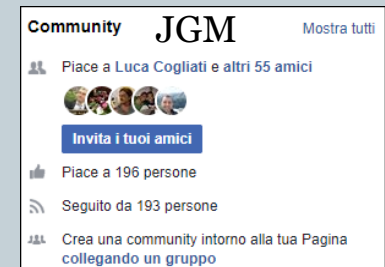 Community JGM Mostra tutti
Piace a Luca Cogliati e altri 55 amici
Invita i tuoi amici
Piace a 196 persone
Seguito da 193 persone
Crea una community intorno alla tua Pagina
collegando un gruppo